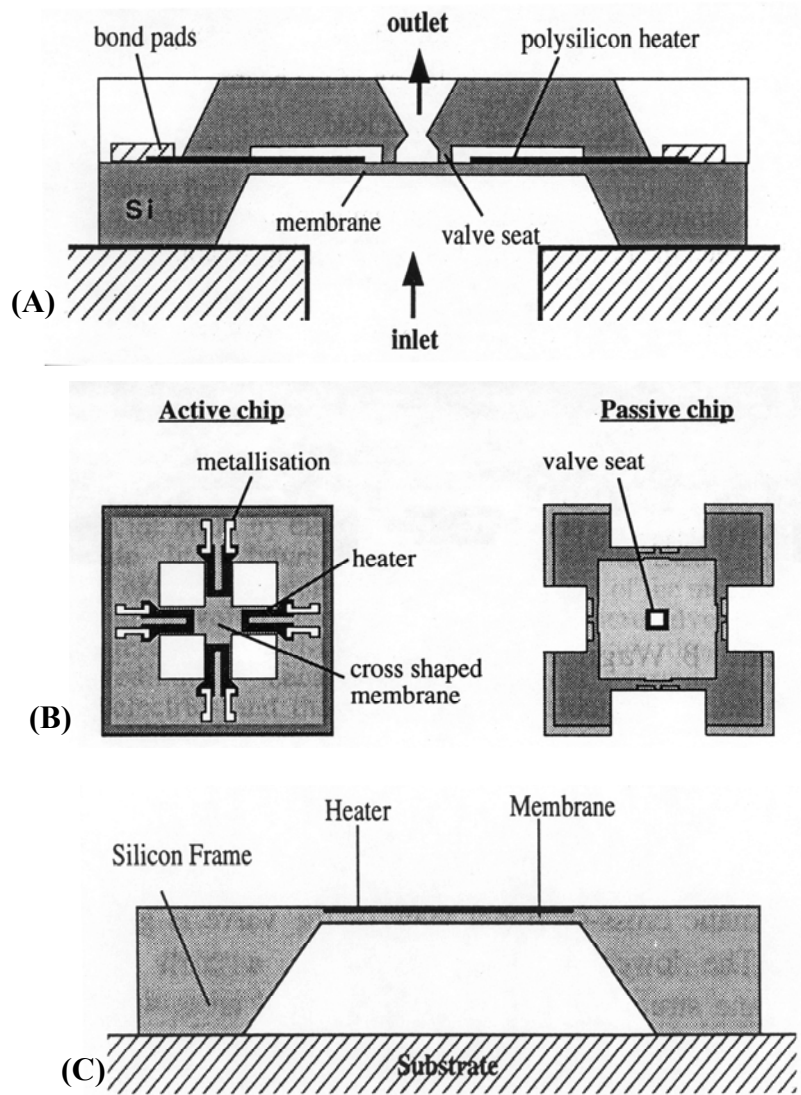 outlet
bond pads
polysilicon heater
Si
membrane
valve seat
(A)
inlet
Active chip
Passive chip
metallisation
valve seat
heater
cross shaped
membrane
(B)
Heater
Membrane
Silicon Frame
(C)
Substrate